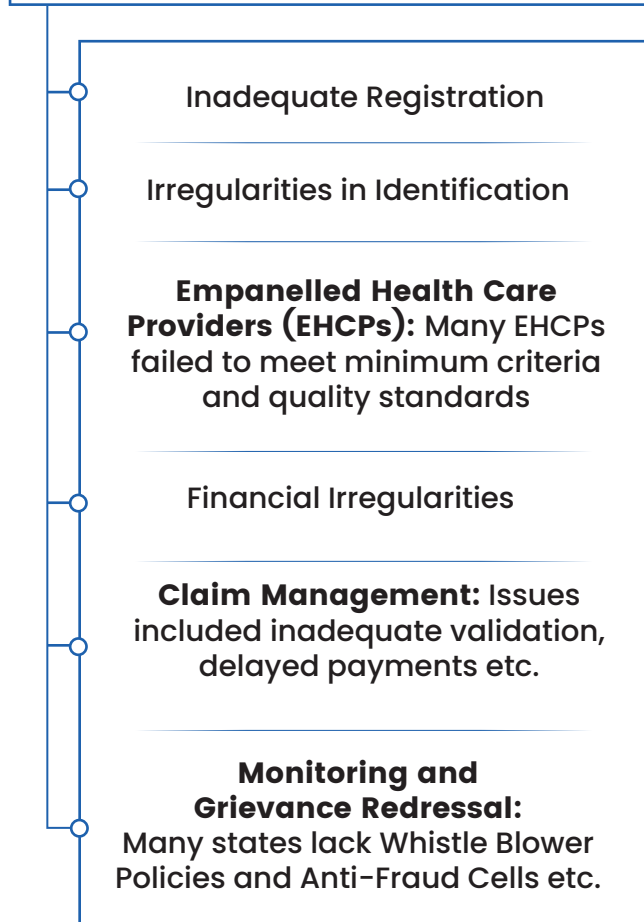 Inadequate Registration
Irregularities in Identification
Empanelled Health Care
Providers (EHCPs): Many EHCPs
failed to meet minimum criteria
and quality standards
Financial Irregularities
Claim Management: Issues
included inadequate validation,
delayed payments etc.
Monitoring and
Grievance Redressal:
Many states lack Whistle Blower
Policies and Anti-Fraud Cells etc.